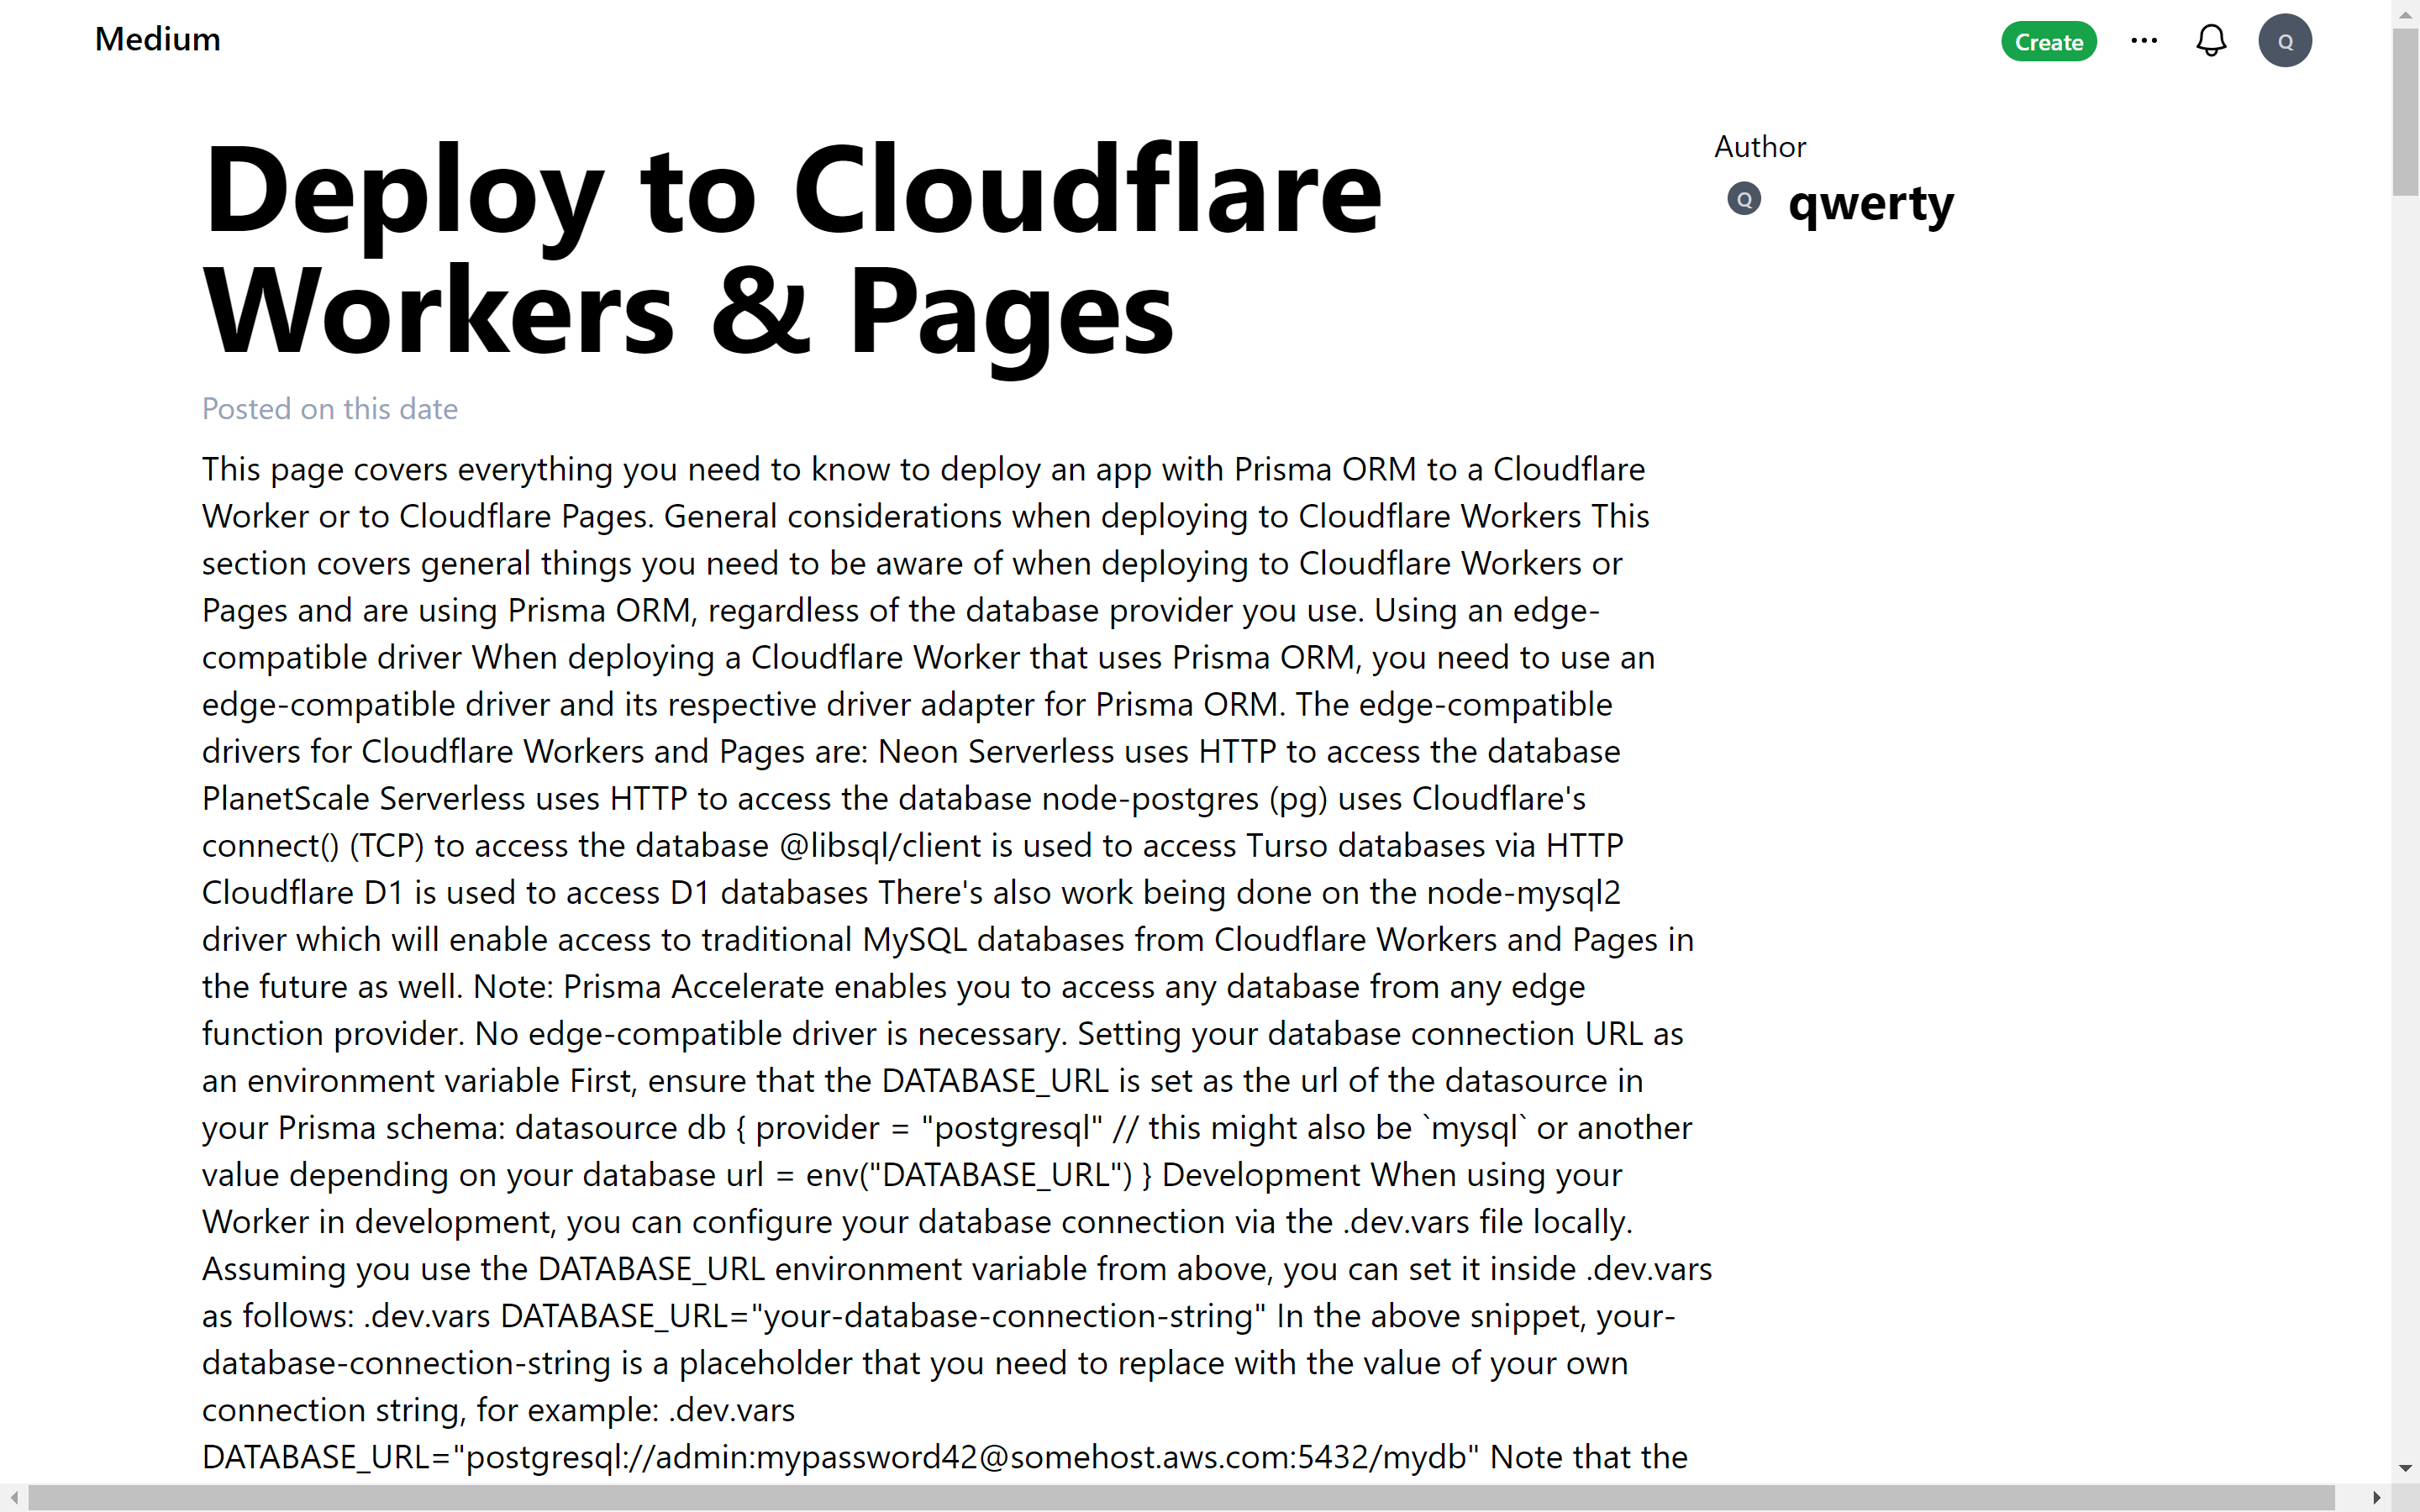 Medium
Create
Q
Deploy to Cloudflare
Workers & Pages
Posted on this date
Author
Q qwerty
This page covers everything you need to know to deploy an app with Prisma ORM to a Cloudflare
Worker or to Cloudflare Pages. General considerations when deploying to Cloudflare Workers This
section covers general things you need to be aware of when deploying to Cloudflare Workers or
Pages and are using Prisma ORM, regardless of the database provider you use. Using an edge-
compatible driver When deploying a Cloudflare Worker that uses Prisma ORM, you need to use an
edge-compatible driver and its respective driver adapter for Prisma ORM. The edge-compatible
drivers for Cloudflare Workers and Pages are: Neon Serverless uses HTTP to access the database
PlanetScale Serverless uses HTTP to access the database node-postgres (pg) uses Cloudflare's
connect() (TCP) to access the database @libsql/client is used to access Turso databases via HTTP
Cloudflare D1 is used to access D1 databases There's also work being done on the node-mysql2
driver which will enable access to traditional MySQL databases from Cloudflare Workers and Pages in
the future as well. Note: Prisma Accelerate enables you to access any database from any edge
function provider. No edge-compatible driver is necessary. Setting your database connection URL as
an environment variable First, ensure that the DATABASE_URL is set as the url of the datasource in
your Prisma schema: datasource db { provider = "postgresql" // this might also be `mysql` or another
value depending on your database url = env("DATABASE_URL") } Development When using your
Worker in development, you can configure your database connection via the .dev.vars file locally.
Assuming you use the DATABASE_URL environment variable from above, you can set it inside .dev.vars
as follows: .dev.vars DATABASE_URL="your-database-connection-string" In the above snippet, your-
database-connection-string is a placeholder that you need to replace with the value of your own
connection string, for example: .dev.vars
DATABASE_URL="postgresql://admin:mypassword42@somehost.aws.com:5432/mydb" Note that the